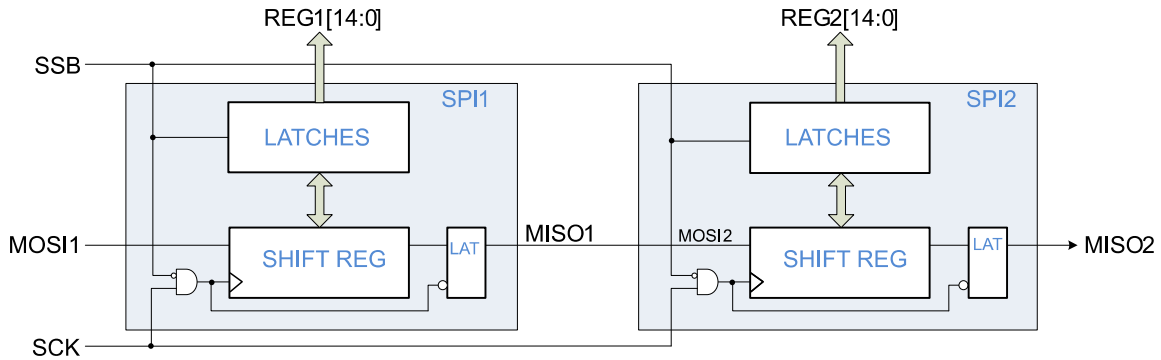 REG1[14:0]
REG2[14:0]
SSB
SPI1
SPI2
LATCHES
LATCHES
MOSI1
SHIFT REG
LAT
MISO1
MOSI2
SHIFT REG
LAT
MISO2
SCK